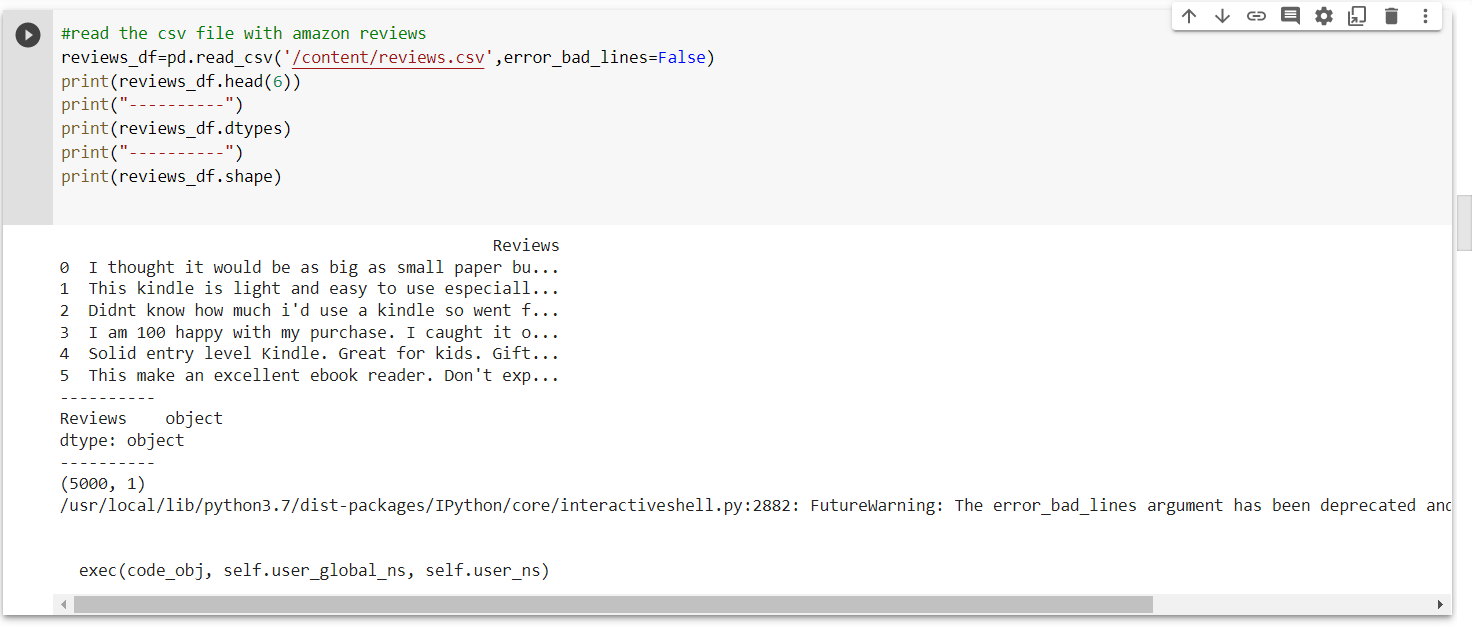 #read the csv file with amazon reviews
reviews_df=pd.read_csv('/content/reviews.csv',error_bad_lines=False)
print(reviews_df.head(6))
print("----------")
print(reviews_df.dtypes)
print("----------")
print(reviews_df.shape)
Reviews
0 I thought it would be as big as small paper bu...
1 This kindle is light and easy to use especiall...
2 Didnt know how much i'd use a kindle so went f...
3 I am 100 happy with my purchase. I caught it o...
4 Solid entry level Kindle. Great for kids. Gift...
5 This make an excellent ebook reader. Don't exp...
----------
Reviews object
dtype: object
----------
(5000, 1)
/usr/local/lib/python3.7/dist-packages/IPython/core/interactiveshell.py:2882: FutureWarning: The error_bad_lines argument has been deprecated and
exec(code_obj, self.user_global_ns, self.user_ns)